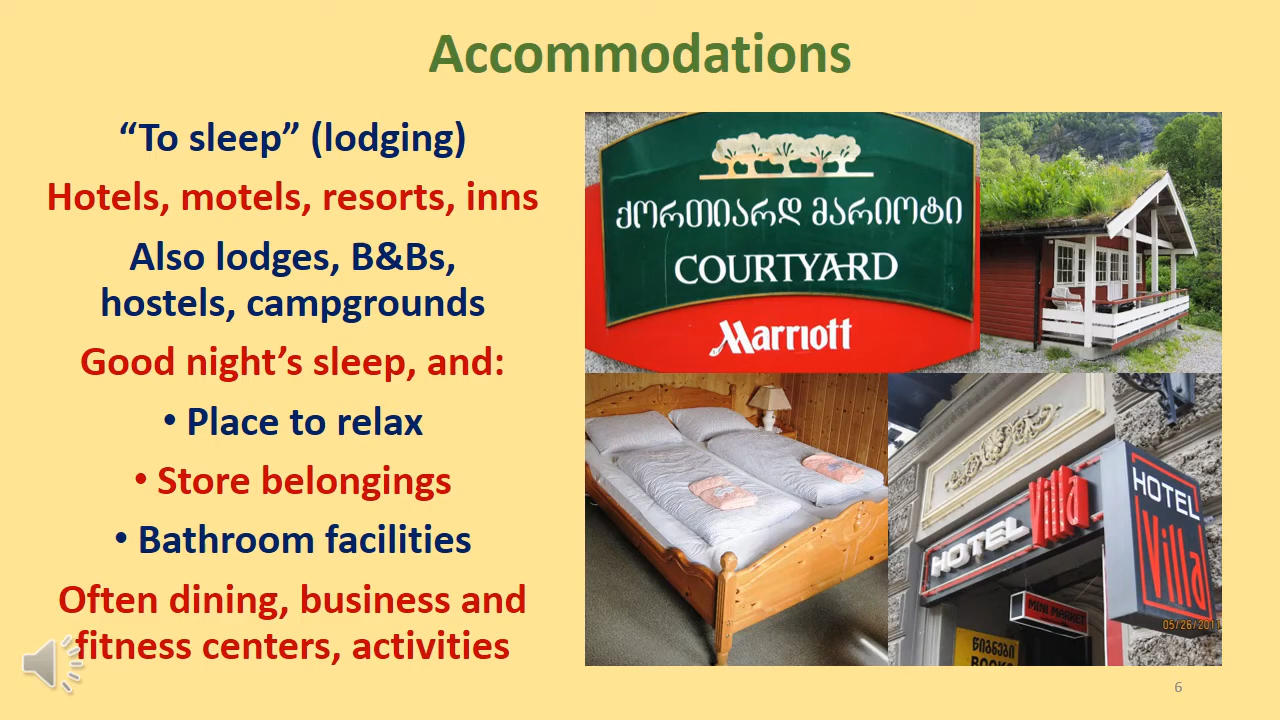 Accommodations
“To sleep” (lodging)
Hotels, motels, resorts, inns
Also lodges, B&Bs,
hostels, campgrounds
Good night’s sleep, and:
• Place to relax
• Store belongings
• Bathroom facilities
Often dining, business and
fitness centers, activities
ქორთიარდ მარიოტი
COURTYARD
Marriott
HOTEL Villa
HOTEL
Villa
MINI MARKET
წიგნები
BOOKS
05/26/2011
6